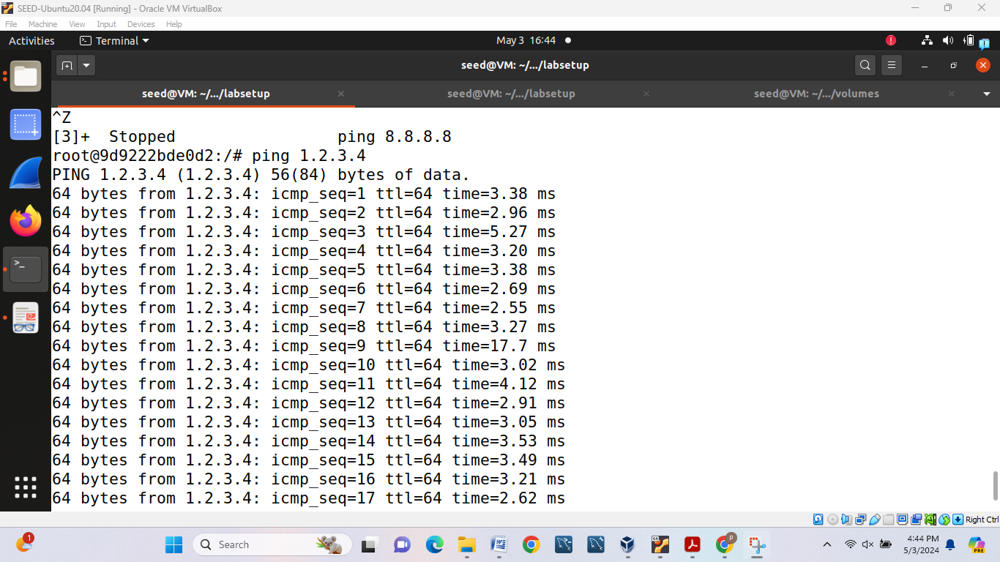 SEED-Ubuntu20.04 [Running] - Oracle VM VirtualBox
File Machine View Input Devices Help
Activities Terminal May 3 16:44
seed@VM: ~/.../labsetup
seed@VM: ~/.../labsetup seed@VM: ~/.../labsetup seed@VM: ~/.../volumes
^Z
[3]+  Stopped                 ping 8.8.8.8
root@9d9222bde0d2:/# ping 1.2.3.4
PING 1.2.3.4 (1.2.3.4) 56(84) bytes of data.
64 bytes from 1.2.3.4: icmp_seq=1 ttl=64 time=3.38 ms
64 bytes from 1.2.3.4: icmp_seq=2 ttl=64 time=2.96 ms
64 bytes from 1.2.3.4: icmp_seq=3 ttl=64 time=5.27 ms
64 bytes from 1.2.3.4: icmp_seq=4 ttl=64 time=3.20 ms
64 bytes from 1.2.3.4: icmp_seq=5 ttl=64 time=3.38 ms
64 bytes from 1.2.3.4: icmp_seq=6 ttl=64 time=2.69 ms
64 bytes from 1.2.3.4: icmp_seq=7 ttl=64 time=2.55 ms
64 bytes from 1.2.3.4: icmp_seq=8 ttl=64 time=3.27 ms
64 bytes from 1.2.3.4: icmp_seq=9 ttl=64 time=17.7 ms
64 bytes from 1.2.3.4: icmp_seq=10 ttl=64 time=3.02 ms
64 bytes from 1.2.3.4: icmp_seq=11 ttl=64 time=4.12 ms
64 bytes from 1.2.3.4: icmp_seq=12 ttl=64 time=2.91 ms
64 bytes from 1.2.3.4: icmp_seq=13 ttl=64 time=3.05 ms
64 bytes from 1.2.3.4: icmp_seq=14 ttl=64 time=3.53 ms
64 bytes from 1.2.3.4: icmp_seq=15 ttl=64 time=3.49 ms
64 bytes from 1.2.3.4: icmp_seq=16 ttl=64 time=3.21 ms
64 bytes from 1.2.3.4: icmp_seq=17 ttl=64 time=2.62 ms
Right Ctrl
1
Search
P
4:44 PM
5/3/2024
PRE